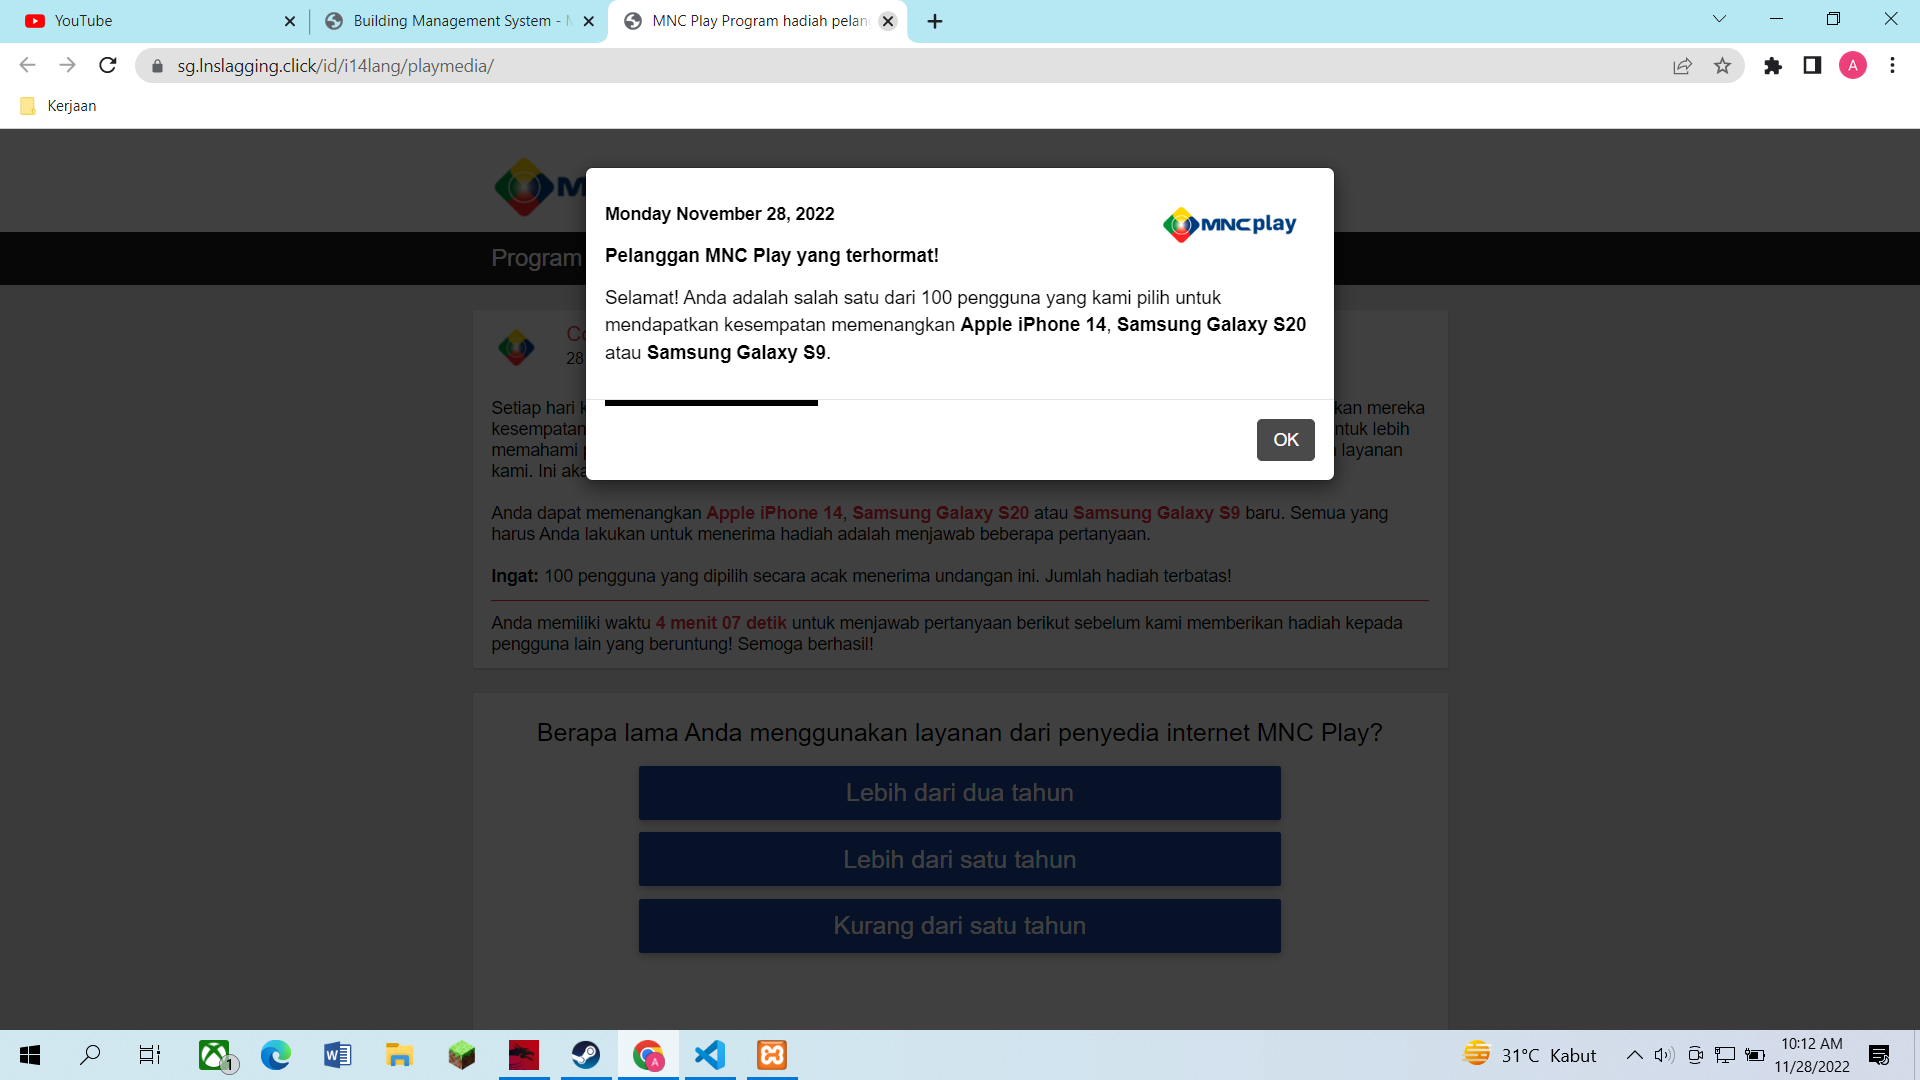 YouTube
Building Management System -
MNC Play Program hadiah pelan
sg.lnslagging.click/id/i14lang/playmedia/
A
Kerjaan
Monday November 28, 2022
MNC play
Pelanggan MNC Play yang terhormat!
Selamat! Anda adalah salah satu dari 100 pengguna yang kami pilih untuk
mendapatkan kesempatan memenangkan Apple iPhone 14, Samsung Galaxy S20
atau Samsung Galaxy S9.
OK
Program
28
Setiap hari
kan mereka
kesempatan
ntuk lebih
memahami
layanan
kami. Ini aka
Anda dapat memenangkan Apple iPhone 14, Samsung Galaxy S20 atau Samsung Galaxy S9 baru. Semua yang
harus Anda lakukan untuk menerima hadiah adalah menjawab beberapa pertanyaan.
Ingat: 100 pengguna yang dipilih secara acak menerima undangan ini. Jumlah hadiah terbatas!
Anda memiliki waktu 4 menit 07 detik untuk menjawab pertanyaan berikut sebelum kami memberikan hadiah kepada
pengguna lain yang beruntung! Semoga berhasil!
Berapa lama Anda menggunakan layanan dari penyedia internet MNC Play?
Lebih dari dua tahun
Lebih dari satu tahun
Kurang dari satu tahun
1
A
31°C Kabut
10:12 AM
11/28/2022
3